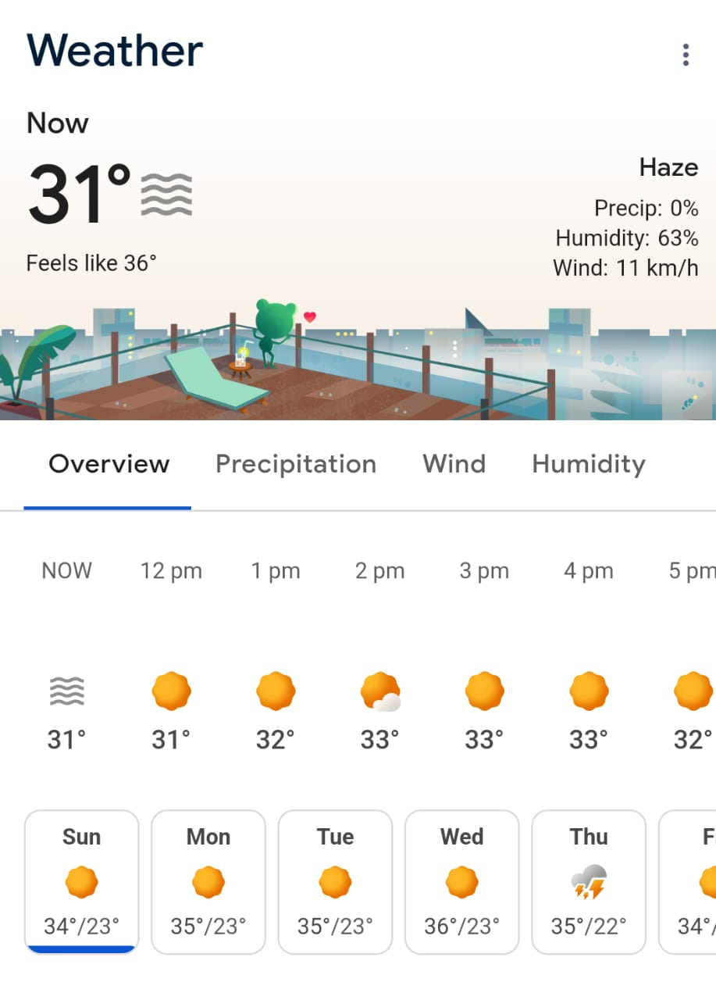 Weather
Now
31°
Feels like 36°
Haze
Precip: 0%
Humidity: 63%
Wind: 11 km/h
Overview Precipitation Wind Humidity
NOW 12 pm 1 pm 2 pm 3 pm 4 pm 5 pm
31° 31° 32° 33° 33° 33° 32°
Sun Mon Tue Wed Thu
34°/23° 35°/23° 35°/23° 36°/23° 35°/22° 34°/